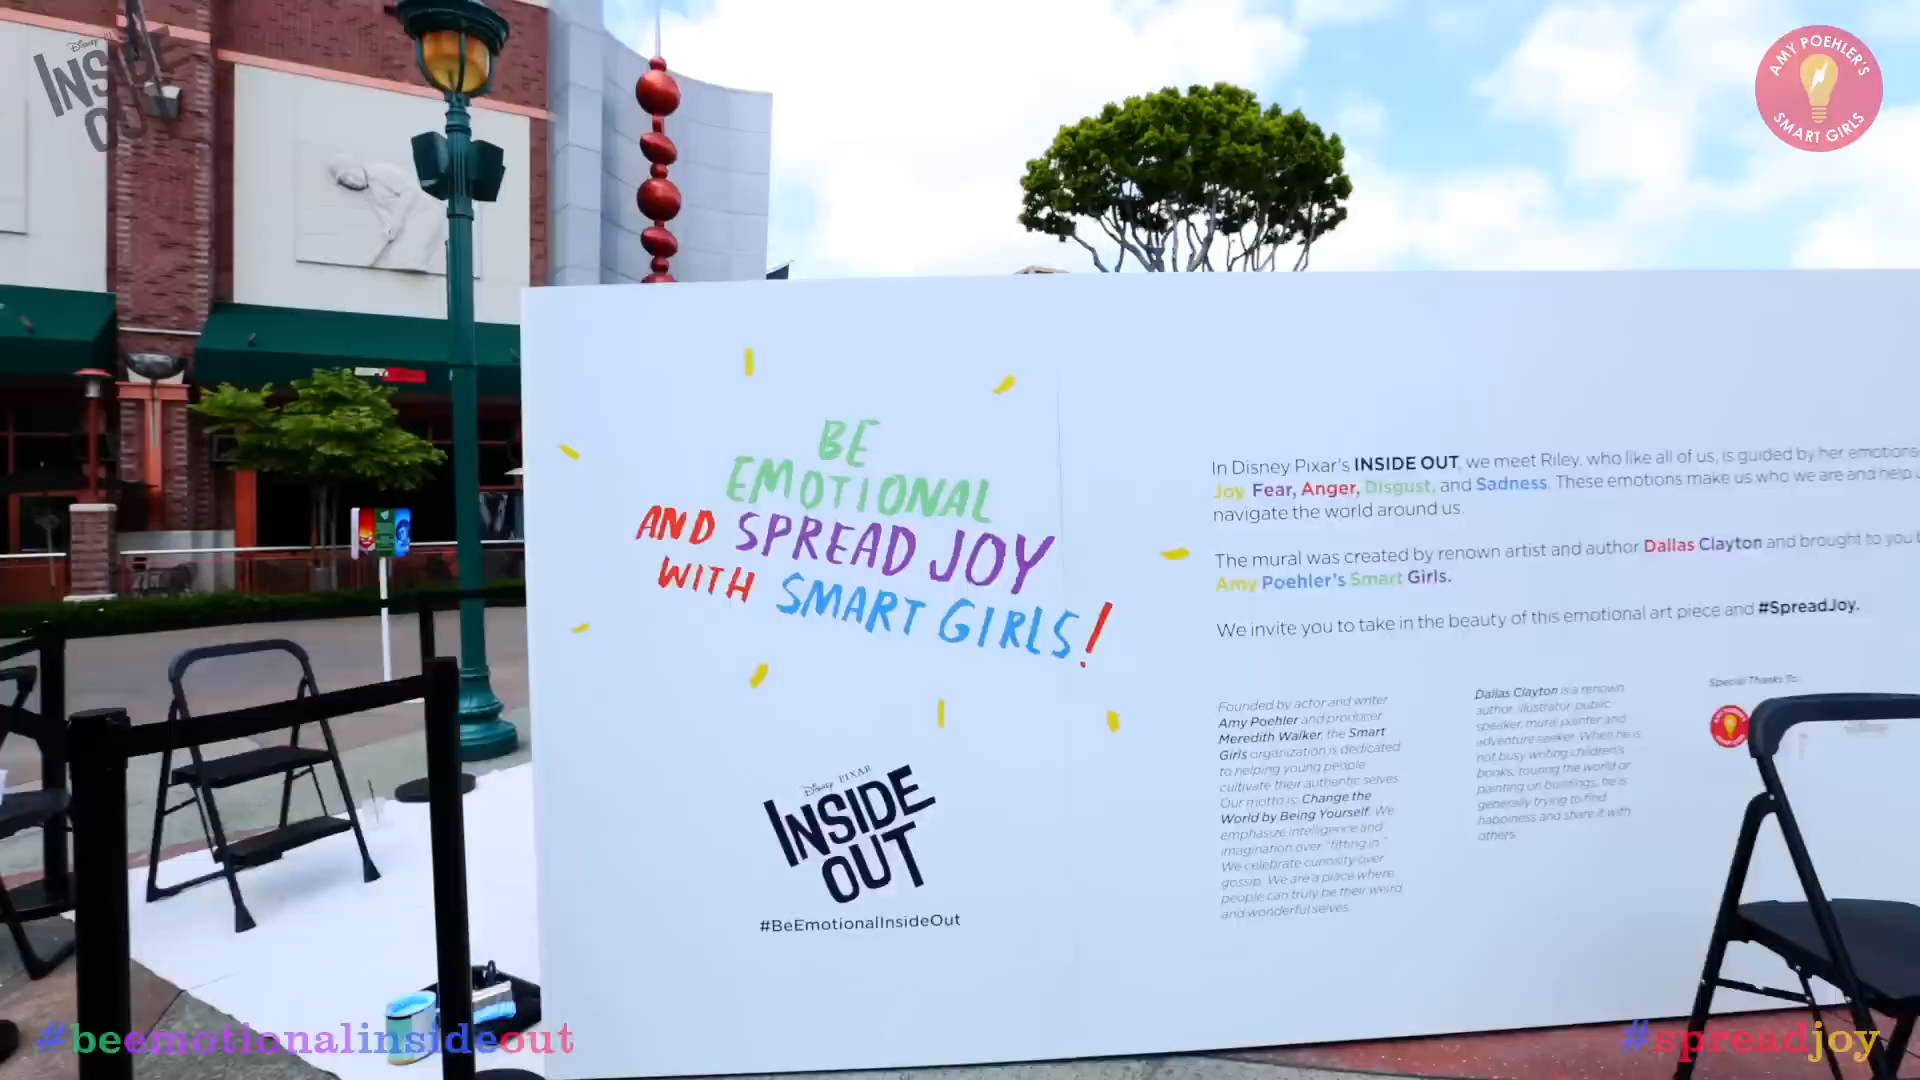 Disney
INSIDE
OUT
AMY POEHLER'S
SMART GIRLS
BE
EMOTIONAL
AND SPREAD JOY
WITH SMART GIRLS!
DISNEY PIXAR
INSIDE
OUT
#BeEmotionalInsideOut
In Disney Pixar's INSIDE OUT, we meet Riley, who like all of us, is guided by her emotions
Joy, Fear, Anger, Disgust, and Sadness. These emotions make us who we are and help
navigate the world around us.
The mural was created by renown artist and author Dallas Clayton and brought to you
Amy Poehler's Smart Girls.
We invite you to take in the beauty of this emotional art piece and #SpreadJoy.
Founded by actor and writer
Amy Poehler and producer
Meredith Walker, the Smart
Girls organization is dedicated
to helping young people
cultivate their authentic selves.
Our motto is: Change the
World by Being Yourself. We
emphasize intelligence and
imagination over "fitting in."
We celebrate curiosity over
gossip. We are a place where
people can truly be their weird
and wonderful selves.
Dallas Clayton is a renown
author, illustrator, public
speaker, mural painter and
adventure seeker. When he is
not busy writing children's
books, touring the world or
painting on buildings, he is
generally trying to find
happiness and share it with
others.
Special Thanks To:
#beemotionalinsideout
#spreadjoy